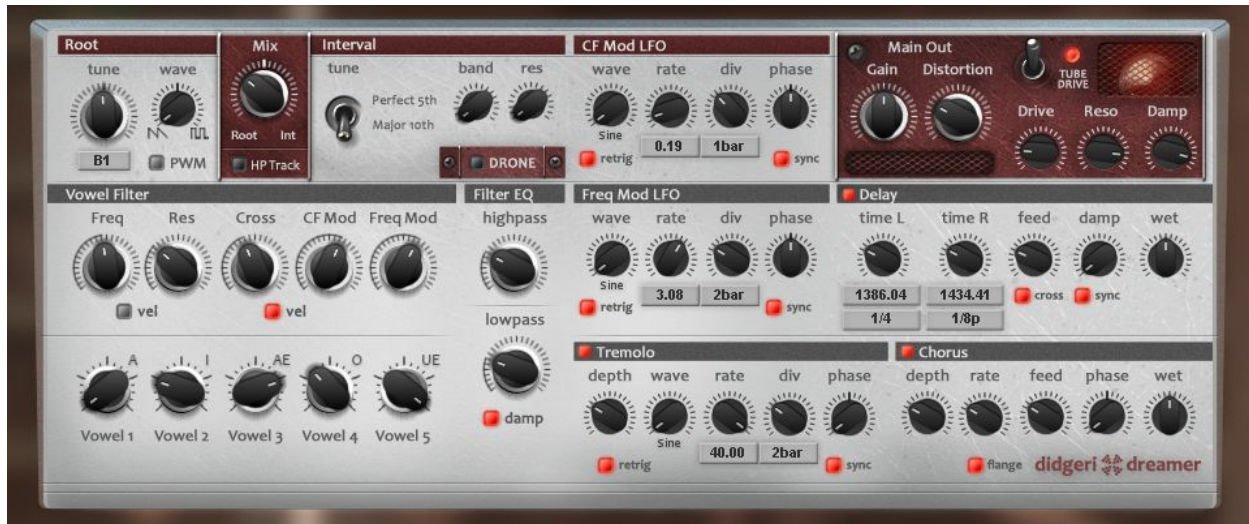 Root
tune wave
B1
PWM
Mix
Root Int
HP Track
Interval
tune band res
Perfect 5th
Major 10th
DRONE
CF Mod LFO
wave rate div phase
Sine
retrig 0.19 1bar sync
Main Out
Gain Distortion
TUBE
DRIVE
Drive Reso Damp
Vowel Filter
Freq Res Cross CF Mod Freq Mod
vel vel
Filter EQ
highpass
lowpass
damp
Freq Mod LFO
wave rate div phase
Sine
retrig 3.08 2bar sync
Delay
time L time R feed damp wet
1386.04 1434.41 cross sync
1/4 1/8p
A I AE O UE
Vowel 1 Vowel 2 Vowel 3 Vowel 4 Vowel 5
Tremolo
depth wave rate div phase
Sine
40.00 2bar
retrig sync
Chorus
depth rate feed phase wet
flange
didgeri dreamer